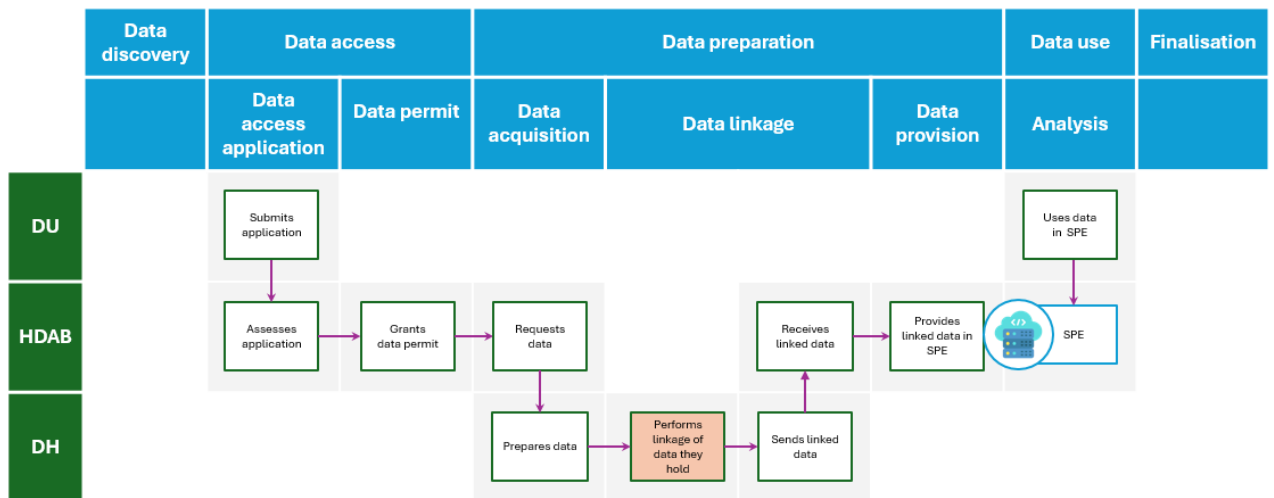 Data
discovery
Data access
Data preparation
Data use
Finalisation
Data
access
application
Data permit
Data
acquisition
Data linkage
Data
provision
Analysis
DU
Submits
application
Uses data
in SPE
HDAB
Assesses
application
Grants
data permit
Requests
data
Receives
linked data
Provides
linked data in
SPE
</>
SPE
DH
Prepares data
Performs
linkage of
data they
hold
Sends linked
data